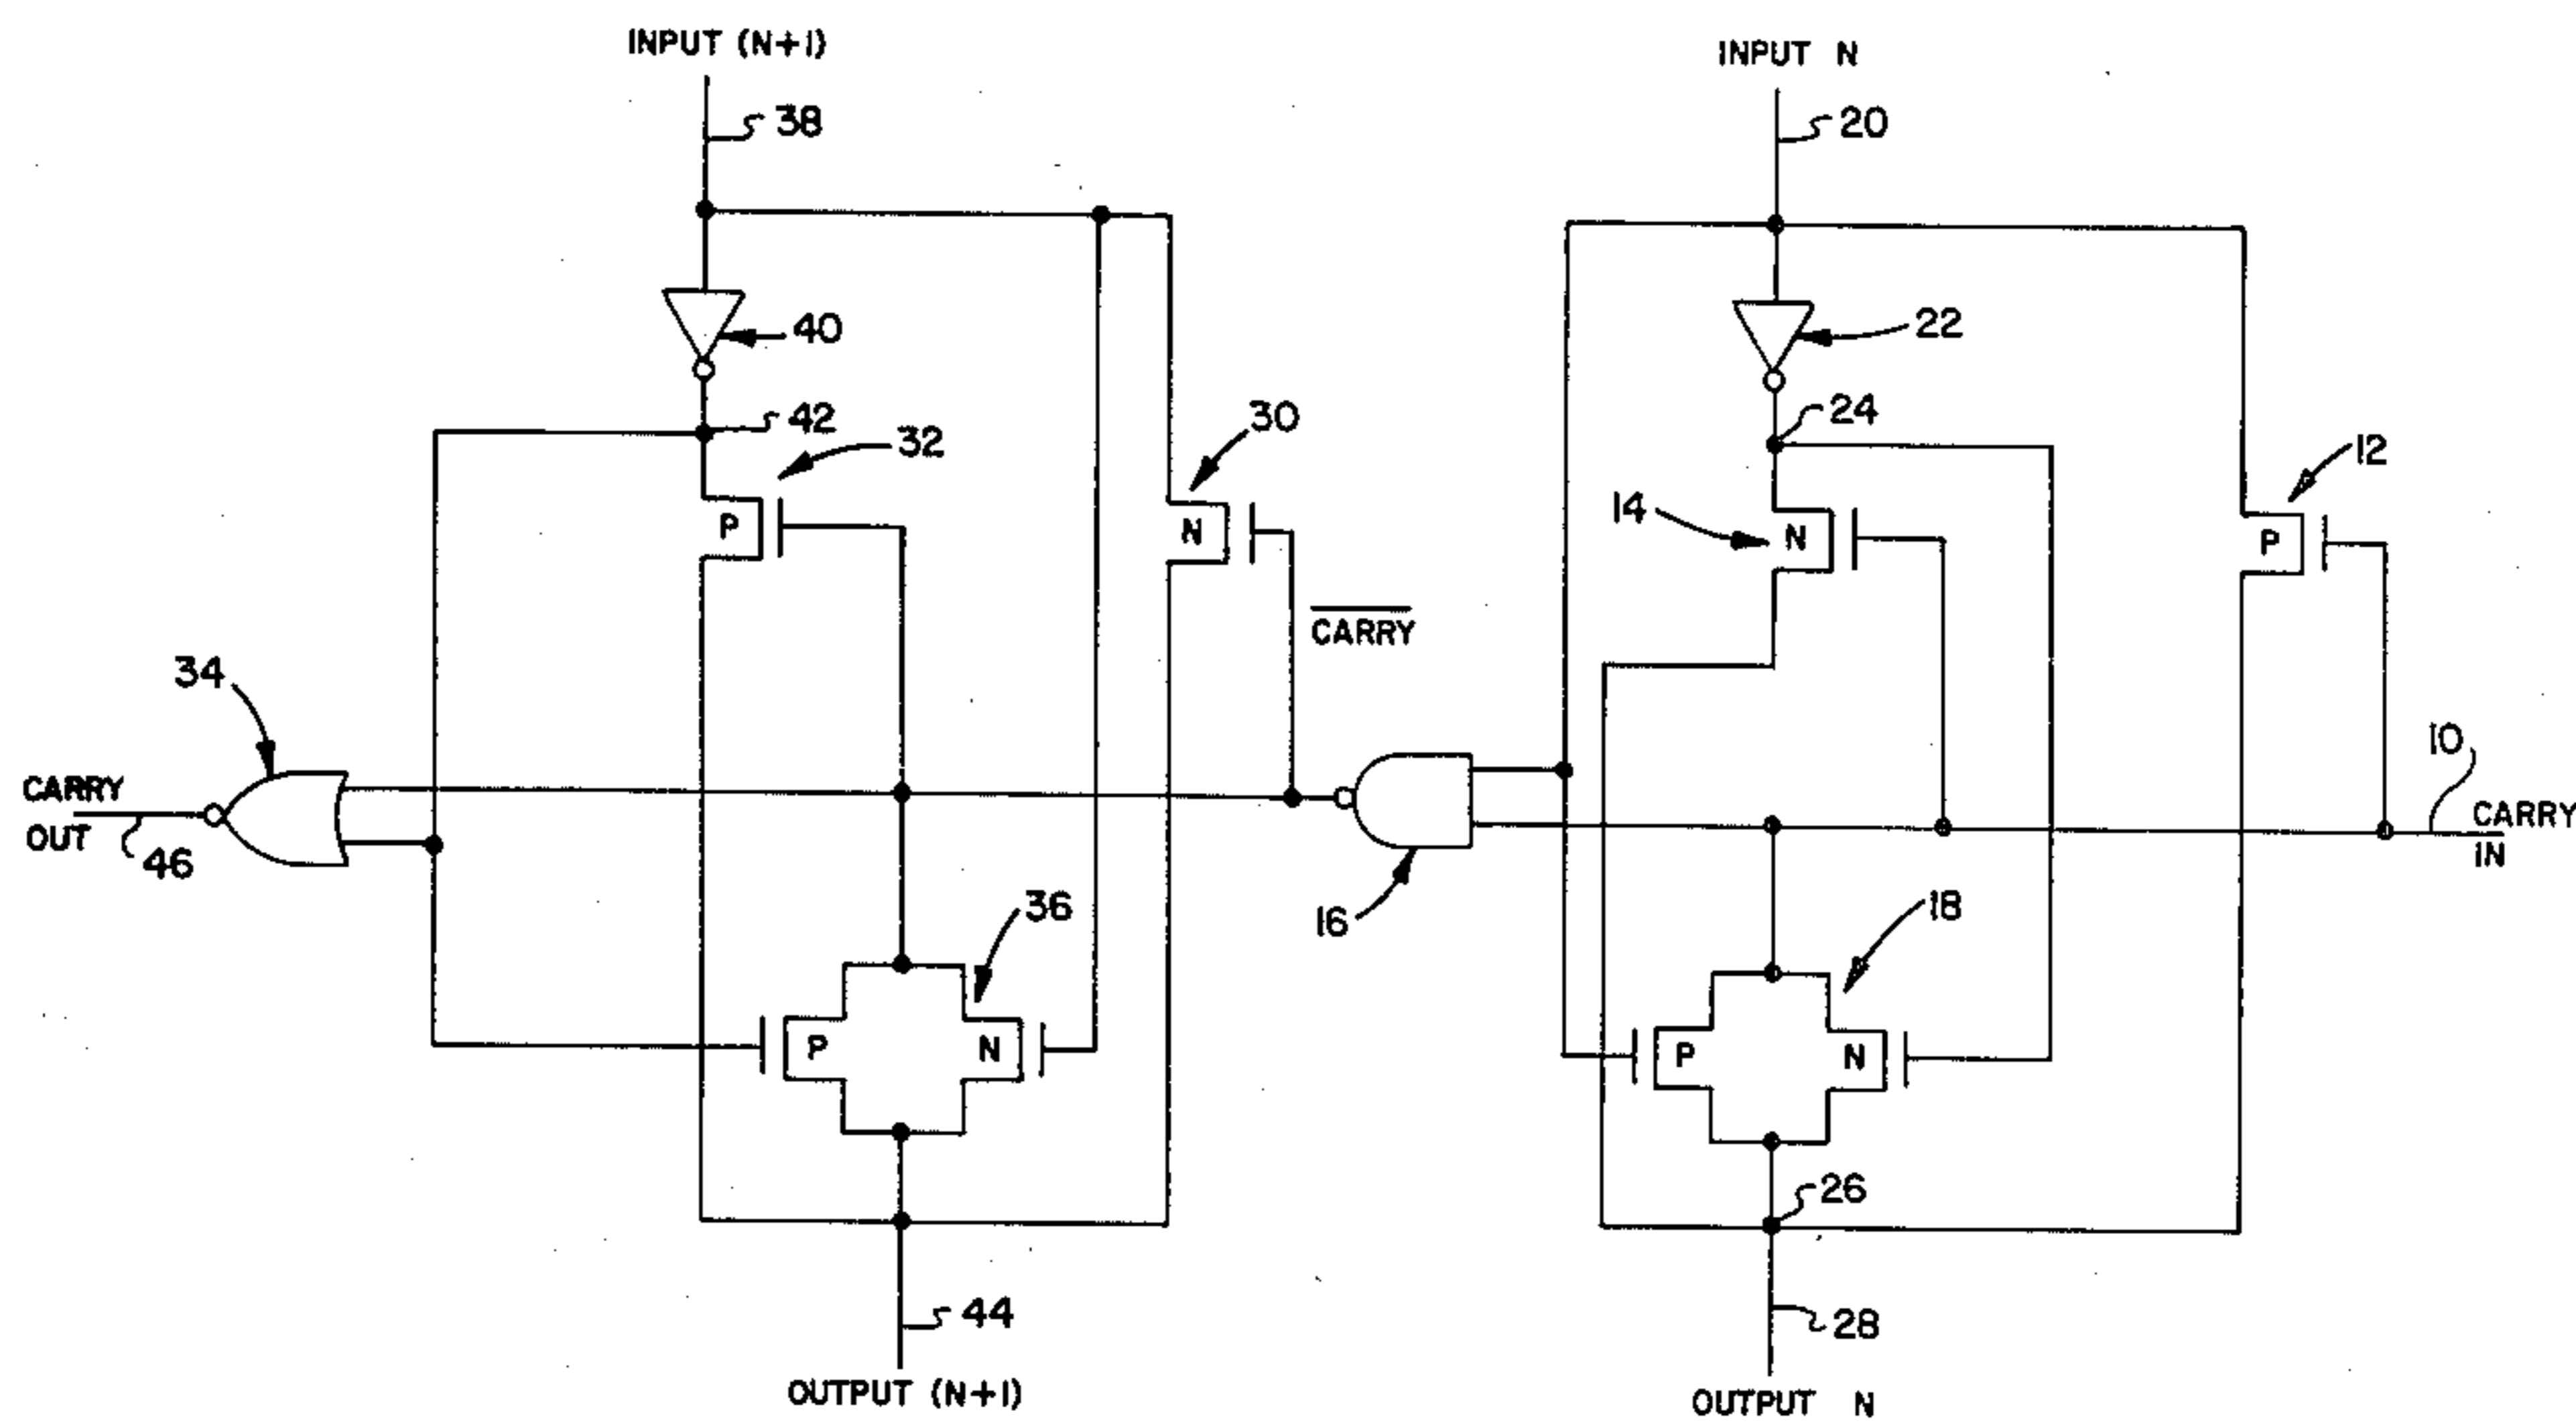 INPUT (N+1)
INPUT N
38
20
40
22
42
24
32
30
14
12
P
N
N
P
CARRY
34
10
CARRY
OUT
46
CARRY
IN
16
36
18
P
N
P
N
26
44
28
OUTPUT (N+1)
OUTPUT N